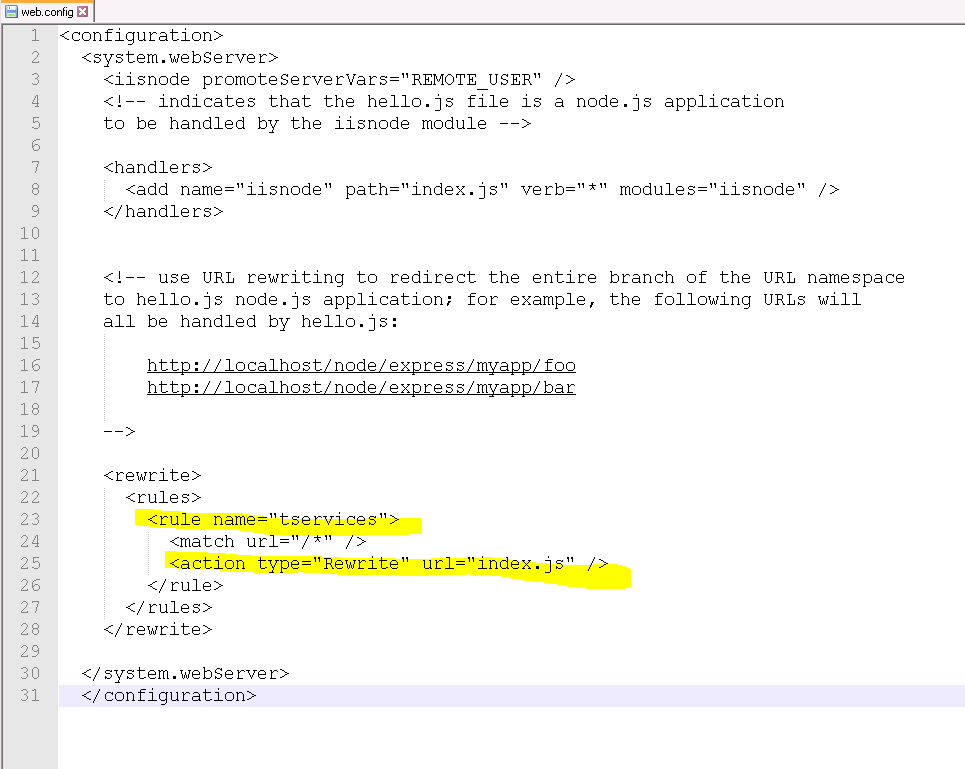 web.config
1 <configuration>
2 <system.webServer>
3 <iisnode promoteServerVars="REMOTE_USER" />
4 <!-- indicates that the hello.js file is a node.js application
5 to be handled by the iisnode module -->
6
7 <handlers>
8 <add name="iisnode" path="index.js" verb="*" modules="iisnode" />
9 </handlers>
10
11
12 <!-- use URL rewriting to redirect the entire branch of the URL namespace
13 to hello.js node.js application; for example, the following URLs will
14 all be handled by hello.js:
15
16 http://localhost/node/express/myapp/foo
17 http://localhost/node/express/myapp/bar
18
19 -->
20
21 <rewrite>
22 <rules>
23 <rule name="tservices">
24 <match url="/*" />
25 <action type="Rewrite" url="index.js" />
26 </rule>
27 </rules>
28 </rewrite>
29
30 </system.webServer>
31 </configuration>